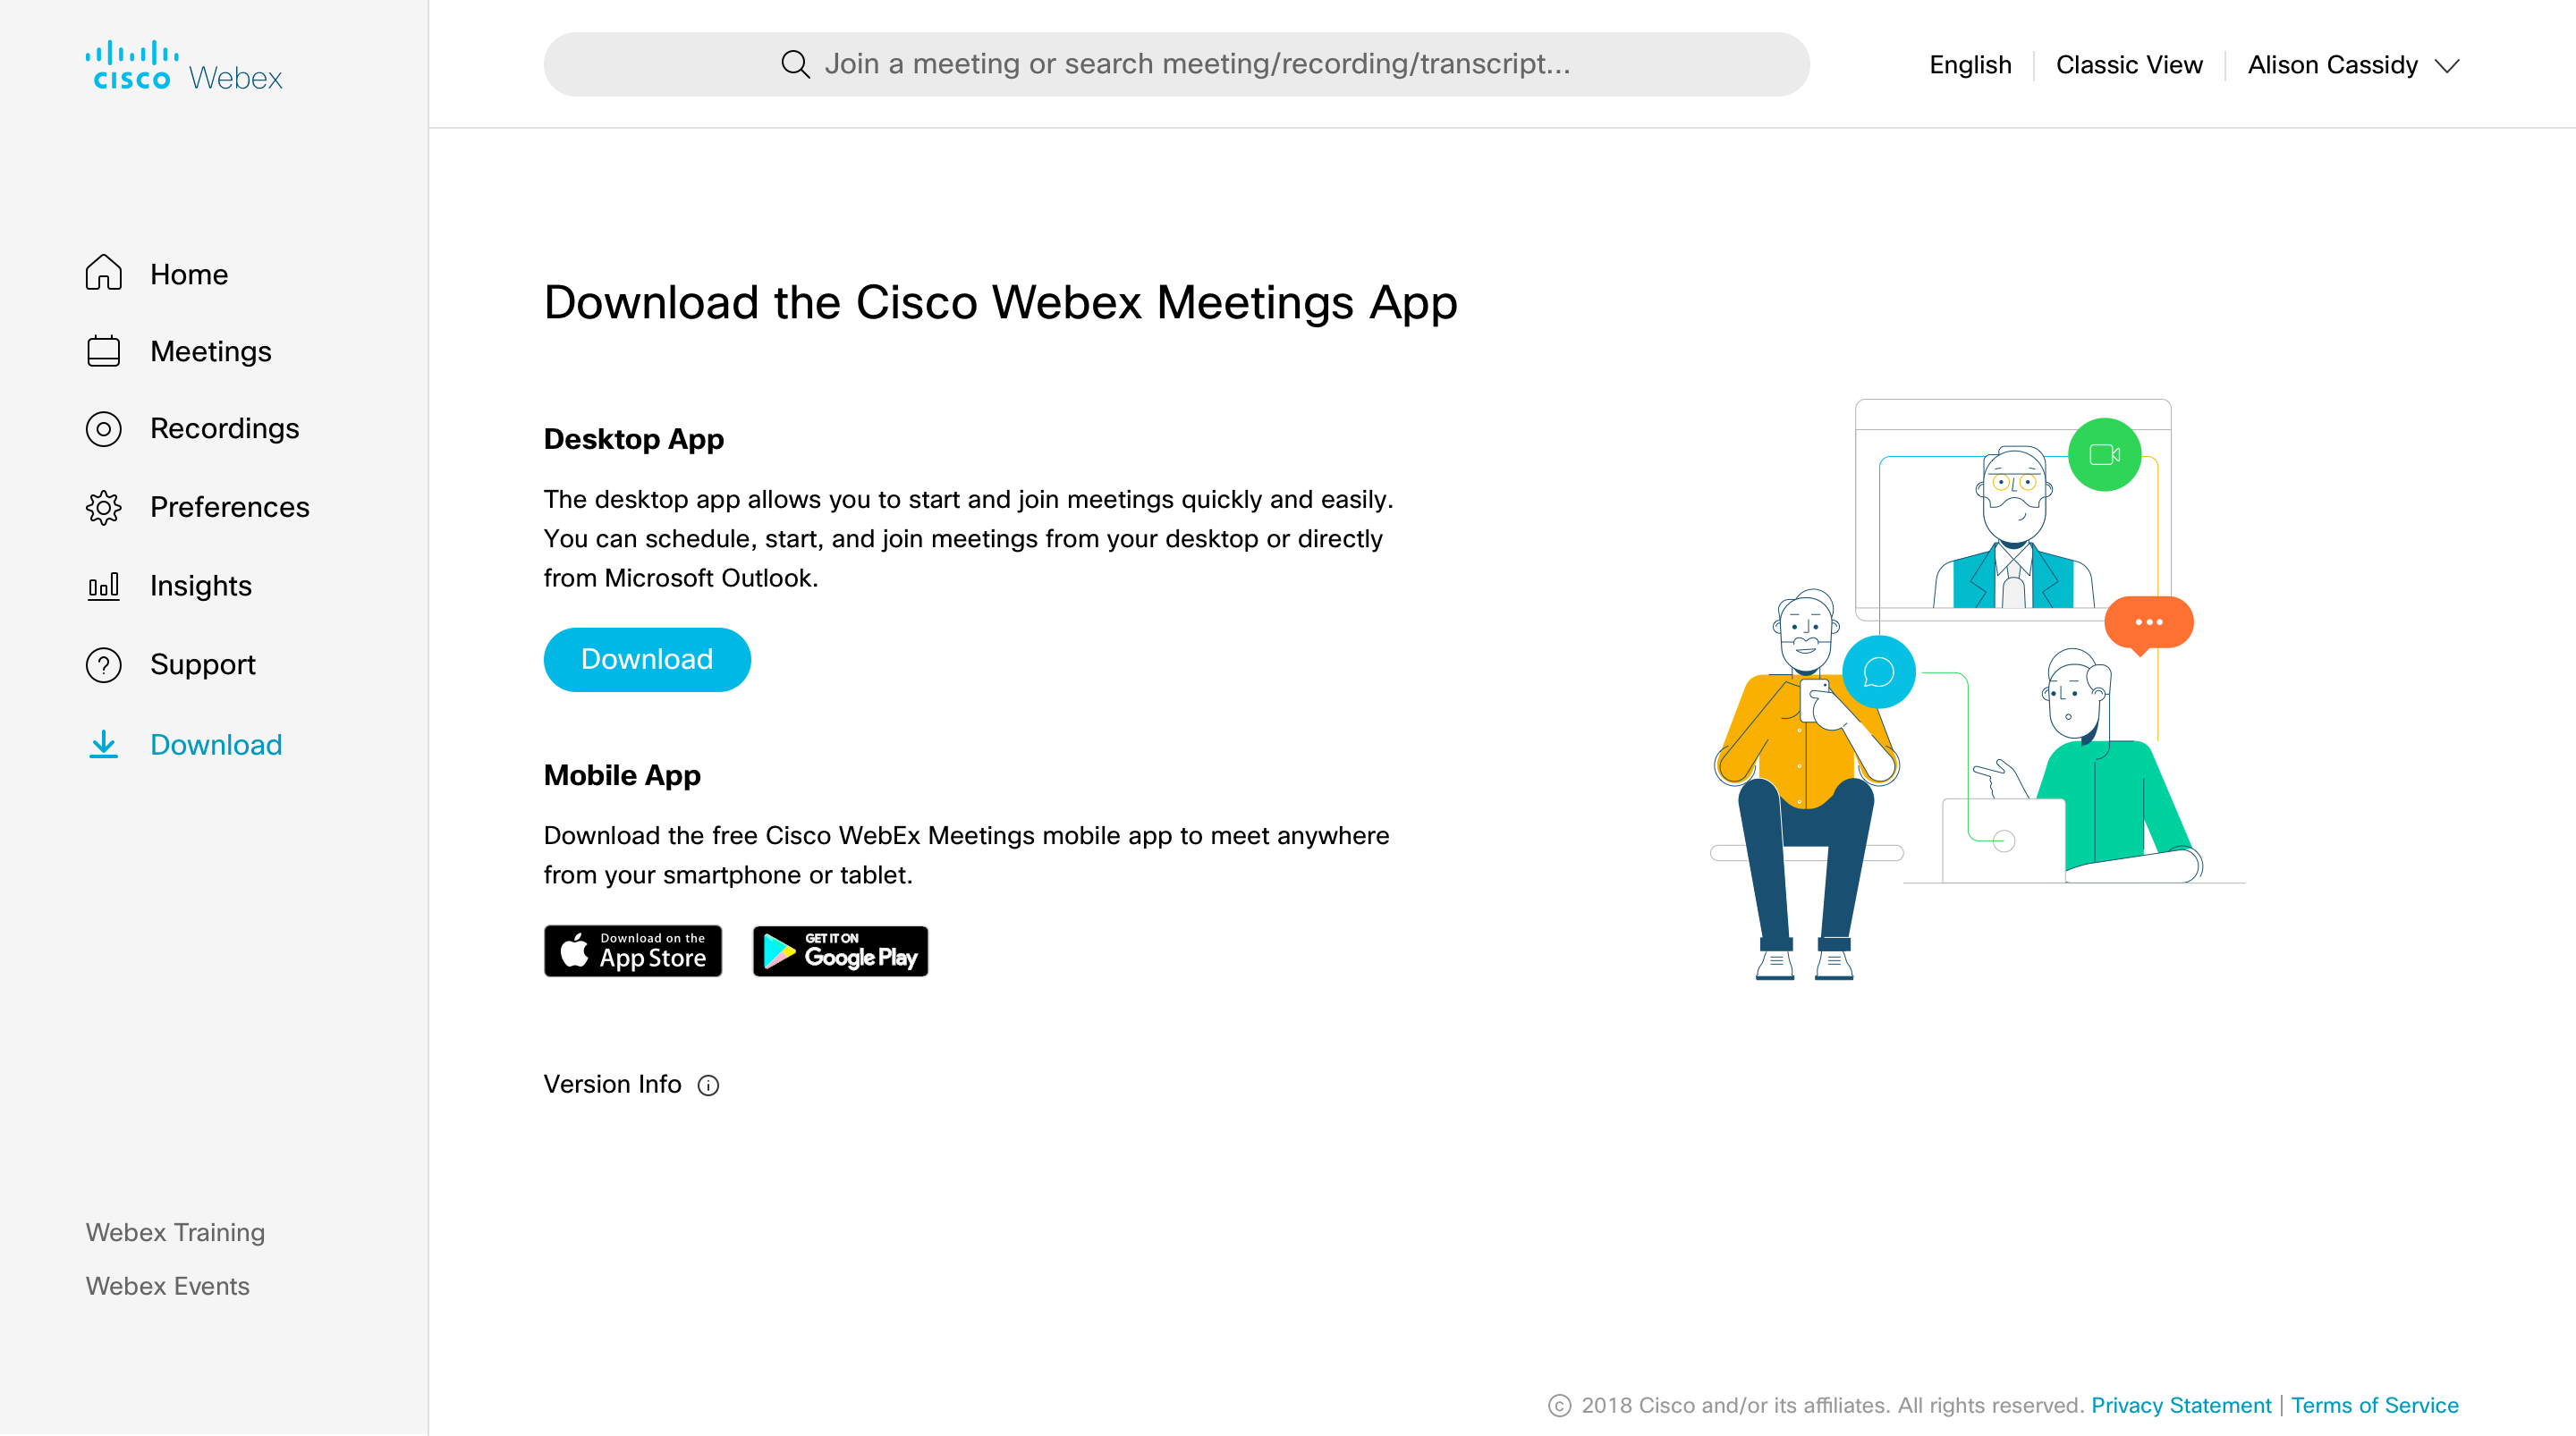 cisco Webex
Join a meeting or search meeting/recording/transcript...
English
Classic View
Alison Cassidy
Home
Meetings
Recordings
Preferences
Insights
Support
Download
Webex Training
Webex Events
Download the Cisco Webex Meetings App
Desktop App
The desktop app allows you to start and join meetings quickly and easily.
You can schedule, start, and join meetings from your desktop or directly
from Microsoft Outlook.
Download
Mobile App
Download the free Cisco WebEx Meetings mobile app to meet anywhere
from your smartphone or tablet.
Download on the
App Store
GET IT ON
Google Play
Version Info
© 2018 Cisco and/or its affiliates. All rights reserved. Privacy Statement | Terms of Service